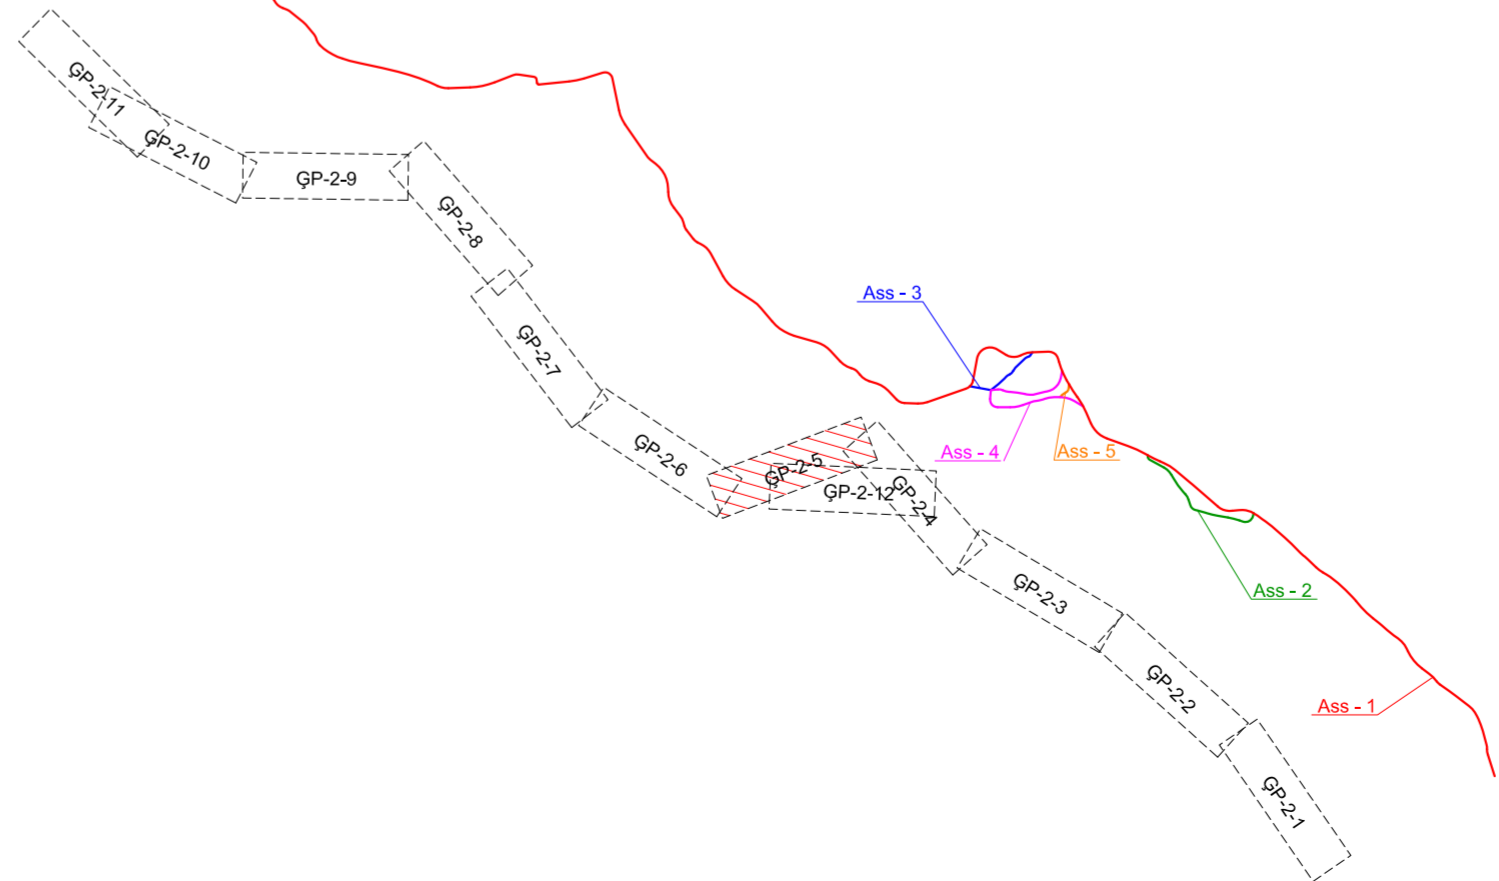 ĢP-2-11
ĢP-2-10
ĢP-2-9
ĢP-2-8
ĢP-2-7
ĢP-2-6
ĢP-2-5
ĢP-2-12
ĢP-2-4
ĢP-2-3
ĢP-2-2
ĢP-2-1
Ass - 3
Ass - 4
Ass - 5
Ass - 2
Ass - 1